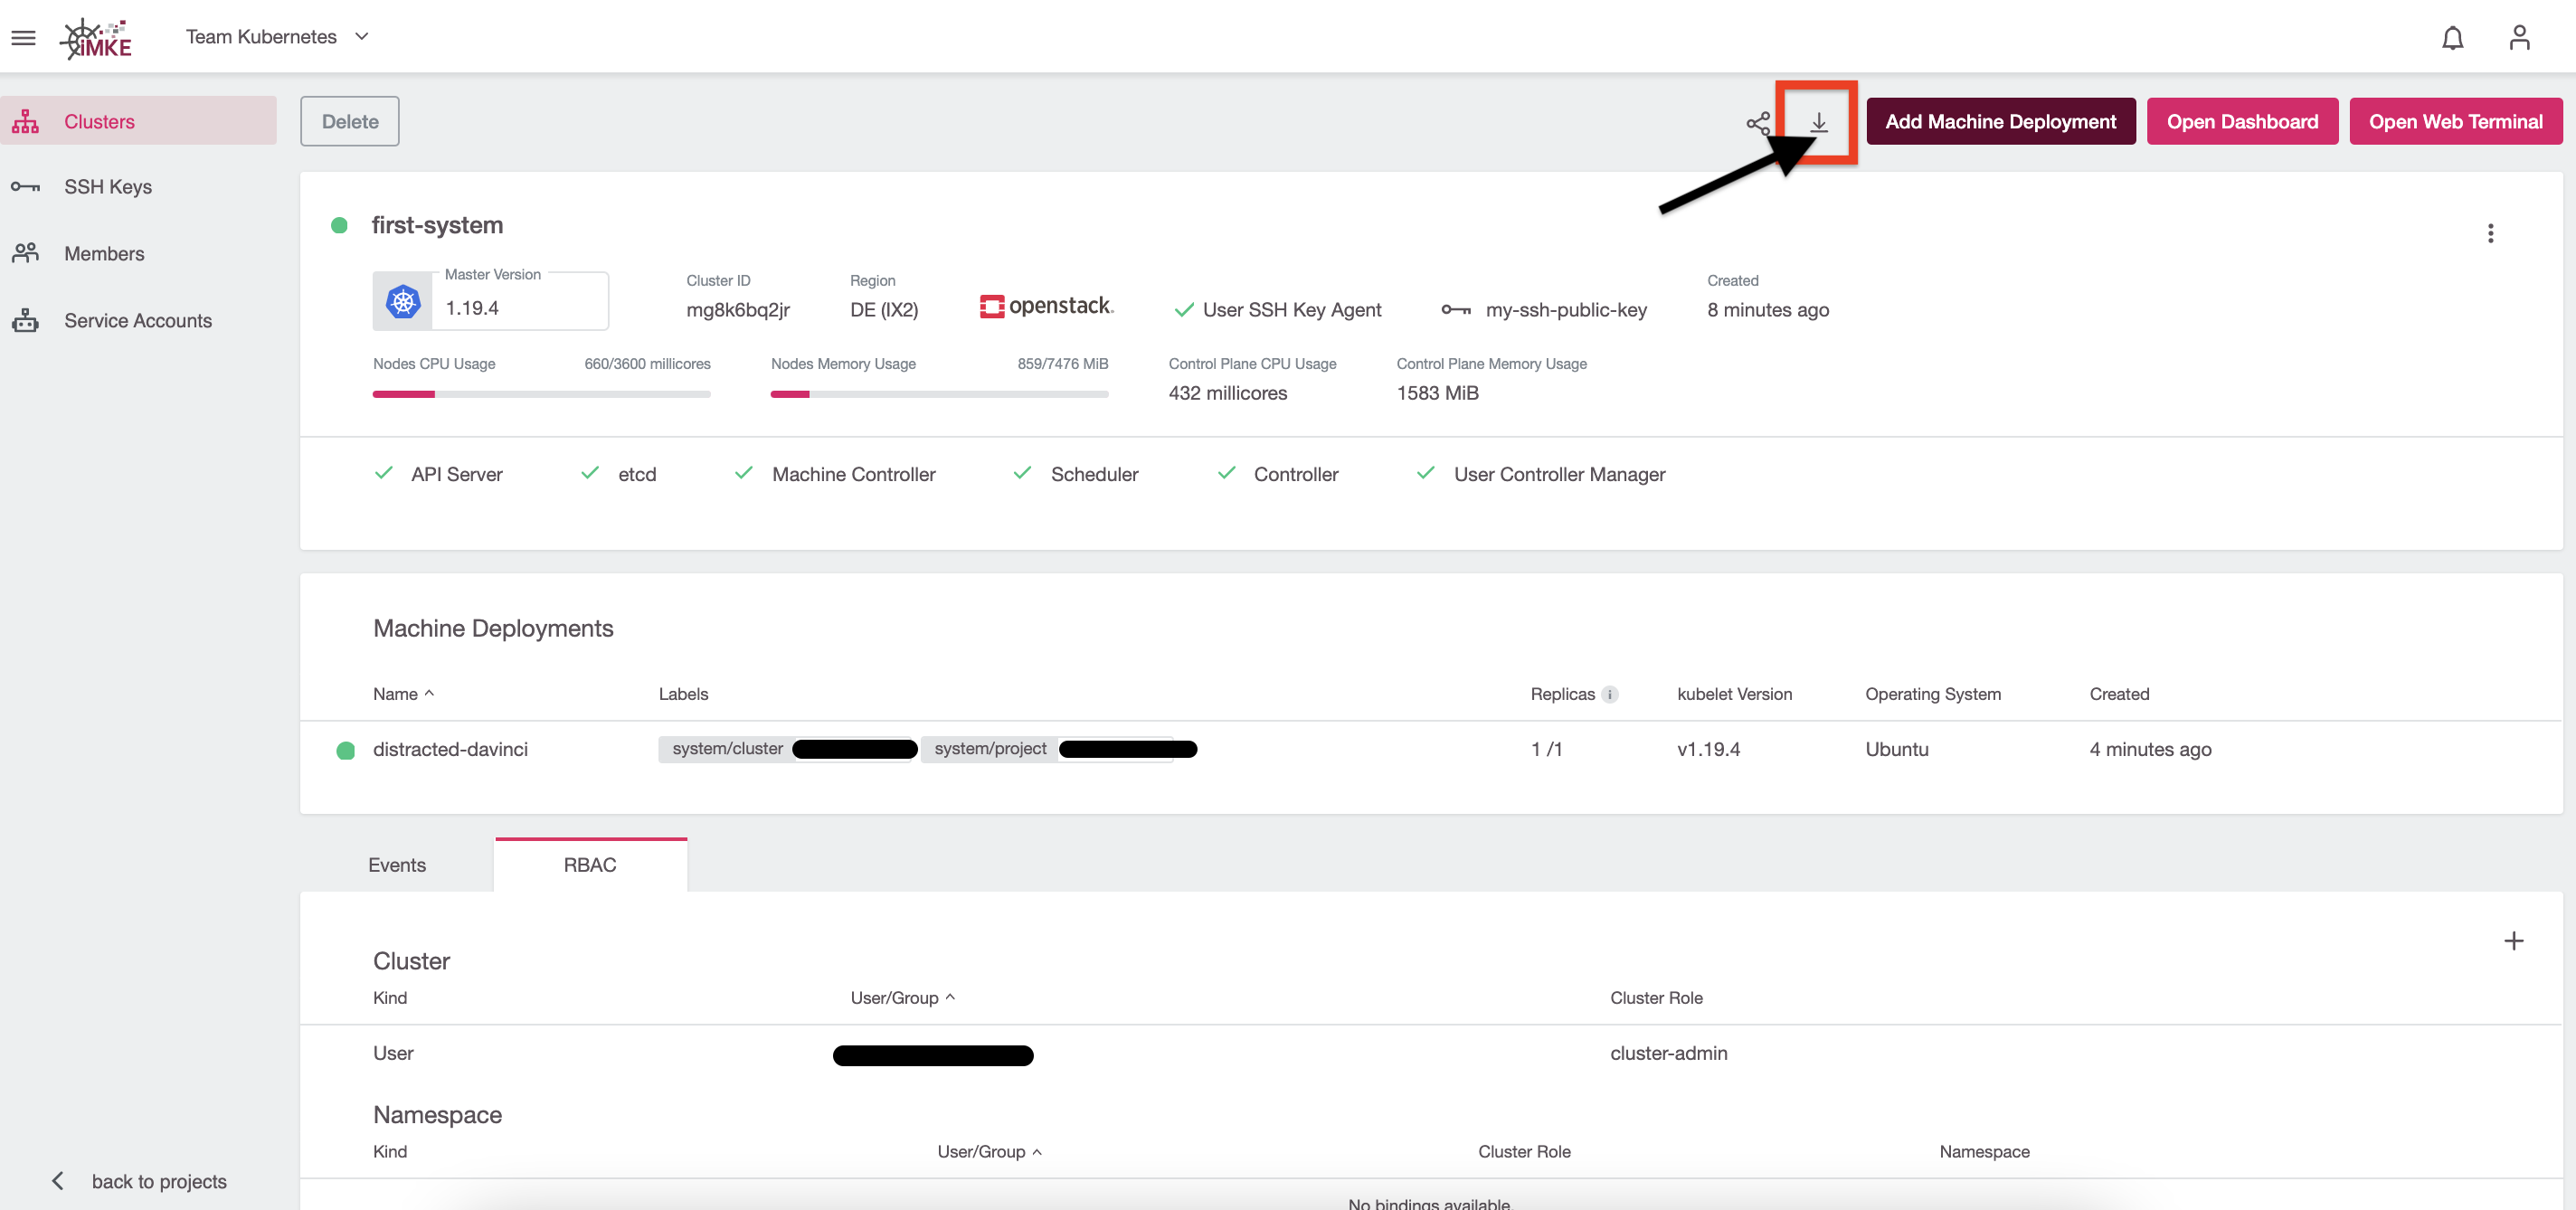 iMKE
Team Kubernetes
Clusters
Delete
Add Machine Deployment
Open Dashboard
Open Web Terminal
SSH Keys
Members
Service Accounts
first-system
Master Version
1.19.4
Cluster ID
mg8k6bq2jr
Region
DE (IX2)
openstack.
User SSH Key Agent
my-ssh-public-key
Created
8 minutes ago
Nodes CPU Usage
660/3600 millicores
Nodes Memory Usage
859/7476 MiB
Control Plane CPU Usage
432 millicores
Control Plane Memory Usage
1583 MiB
API Server
etcd
Machine Controller
Scheduler
Controller
User Controller Manager
Machine Deployments
Name
Labels
Replicas
kubelet Version
Operating System
Created
distracted-davinci
system/cluster
system/project
1 /1
v1.19.4
Ubuntu
4 minutes ago
Events
RBAC
Cluster
Kind
User/Group
Cluster Role
User
cluster-admin
Namespace
Kind
User/Group
Cluster Role
Namespace
No bindings available.
back to projects